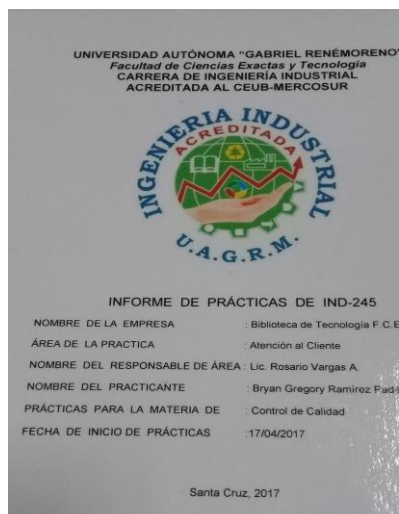 UNIVERSIDAD AUTÓNOMA "GABRIEL RENÉMORENO"
Facultad de Ciencias Exactas y Tecnología
CARRERA DE INGENIERÍA INDUSTRIAL
ACREDITADA AL CEUB-MERCOSUR
INGENIERIA INDUSTRIAL
ACREDITADA
U.A.G.R.M.
INFORME DE PRÁCTICAS DE IND-245
NOMBRE DE LA EMPRESA : Biblioteca de Tecnología F.C.E
ÁREA DE LA PRACTICA : Atención al Cliente
NOMBRE DEL RESPONSABLE DE ÁREA : Lic. Rosario Vargas A.
NOMBRE DEL PRACTICANTE : Bryan Gregory Ramírez
PRÁCTICAS PARA LA MATERIA DE : Control de Calidad
FECHA DE INICIO DE PRÁCTICAS :17/04/2017
Santa Cruz, 2017